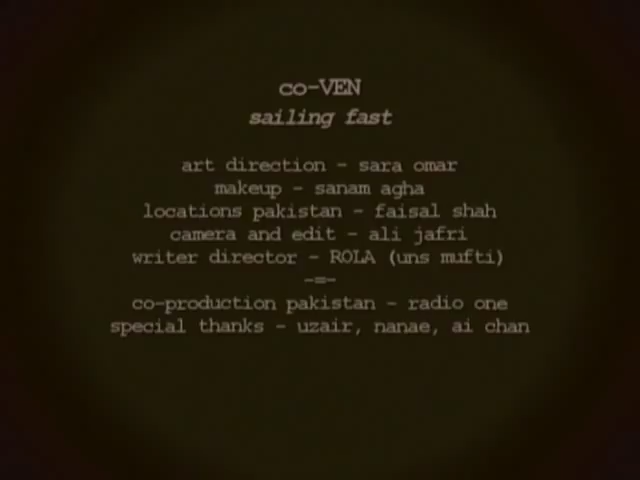 co-VEN
sailing fast
art direction - sara omar
makeup - sanam agha
locations pakistan - faisal shah
camera and edit - ali jafri
writer director - ROLA (uns mufti)
-=-
co-production pakistan - radio one
special thanks - uzair, nanae, ai chan